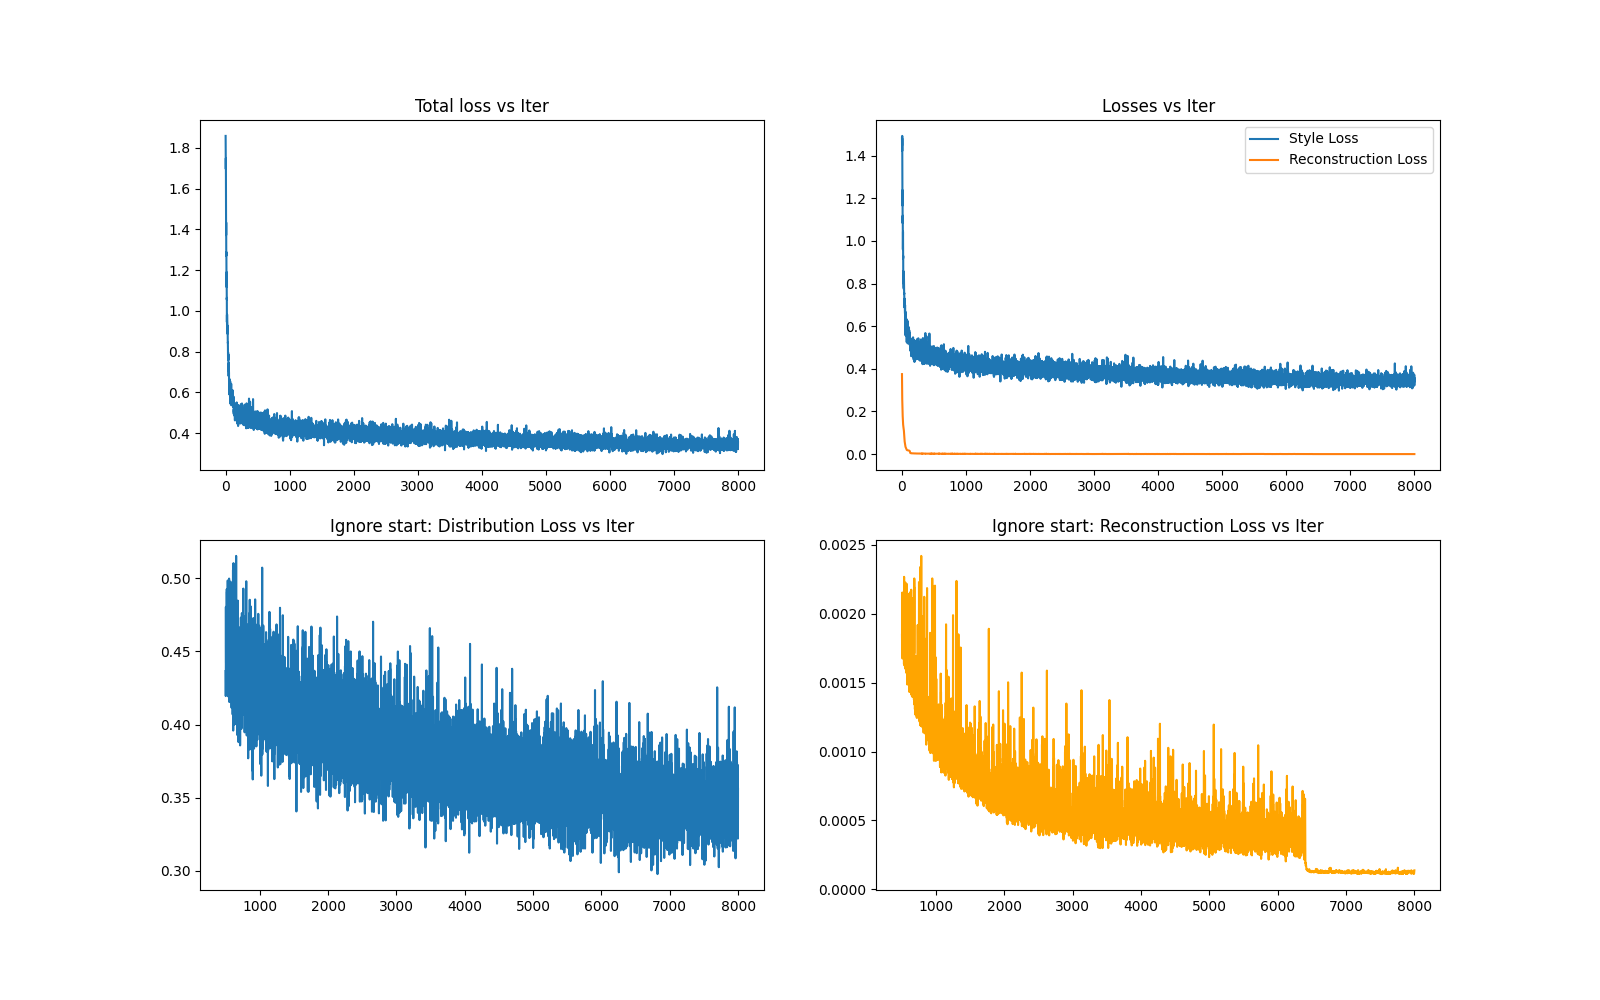 Total loss vs Iter
1.8
1.6
1.4
1.2
1.0
0.8
0.6
0.4
0 1000 2000 3000 4000 5000 6000 7000 8000
Losses vs Iter
Style Loss
Reconstruction Loss
1.4
1.2
1.0
0.8
0.6
0.4
0.2
0.0
0 1000 2000 3000 4000 5000 6000 7000 8000
Ignore start: Distribution Loss vs Iter
0.50
0.45
0.40
0.35
0.30
1000 2000 3000 4000 5000 6000 7000 8000
Ignore start: Reconstruction Loss vs Iter
0.0025
0.0020
0.0015
0.0010
0.0005
0.0000
1000 2000 3000 4000 5000 6000 7000 8000